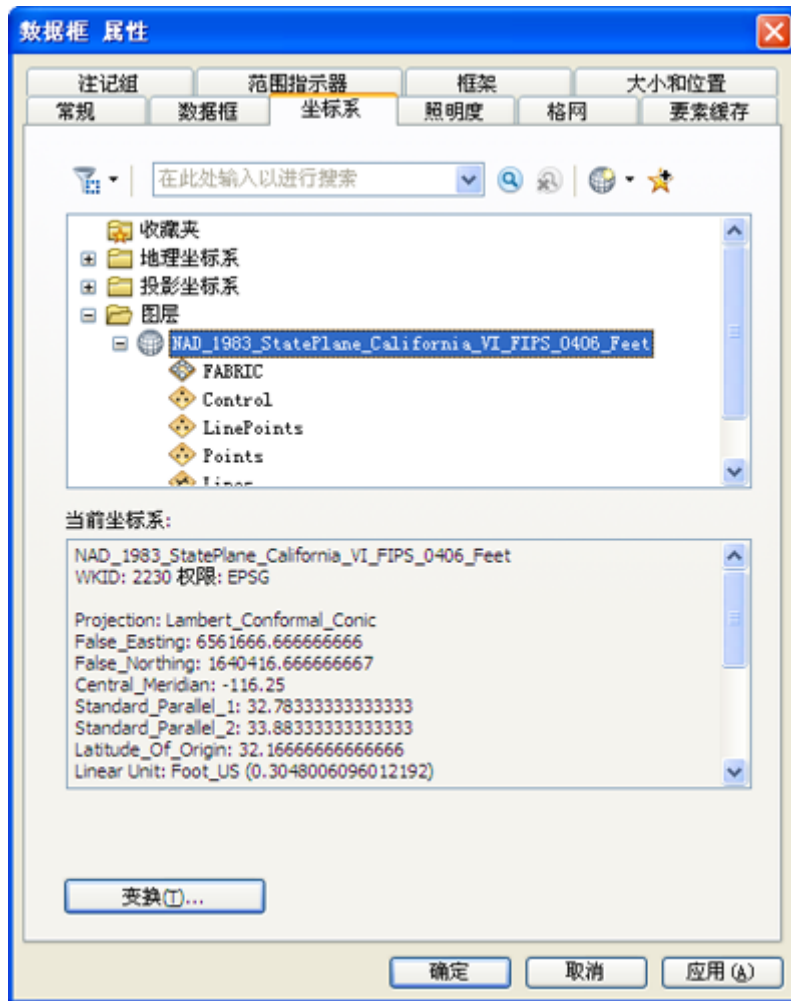 数据框 属性
注记组 范围指示器 框架 大小和位置
常规 数据框 坐标系 照明度 格网 要素缓存
在此处输入以进行搜索
收藏夹
地理坐标系
投影坐标系
图层
NAD_1983_StatePlane_California_VI_FIPS_0406_Feet
FABRIC
Control
LinePoints
Points
Lines
当前坐标系:
NAD_1983_StatePlane_California_VI_FIPS_0406_Feet
WKID: 2230 权限: EPSG
Projection: Lambert_Conformal_Conic
False_Easting: 6561666.666666666
False_Northing: 1640416.666666667
Central_Meridian: -116.25
Standard_Parallel_1: 32.78333333333333
Standard_Parallel_2: 33.88333333333333
Latitude_Of_Origin: 32.16666666666666
Linear Unit: Foot_US (0.3048006096012192)
变换(T)...
确定 取消 应用(A)